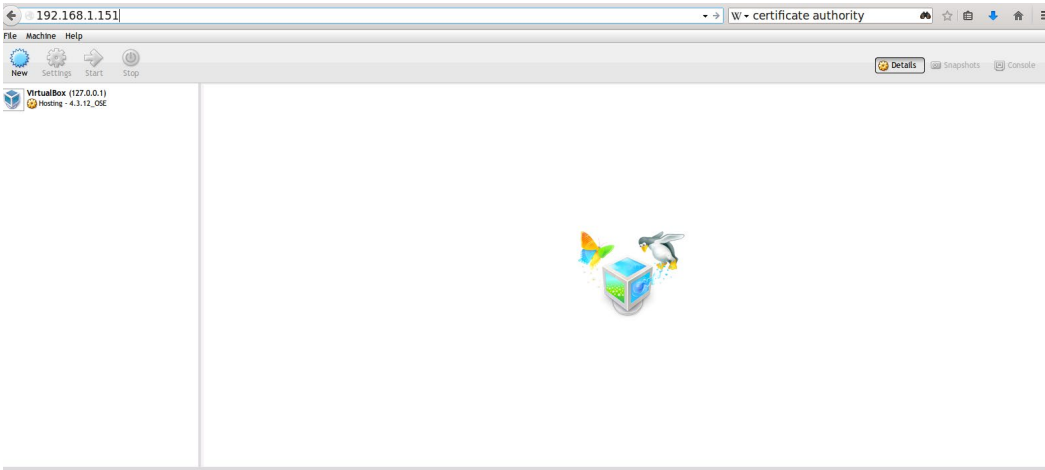 192.168.1.151 W certificate authority
File Machine Help
New Settings Start Stop Details Snapshots Console
VirtualBox (127.0.0.1)
Hosting - 4.3.12_OSE